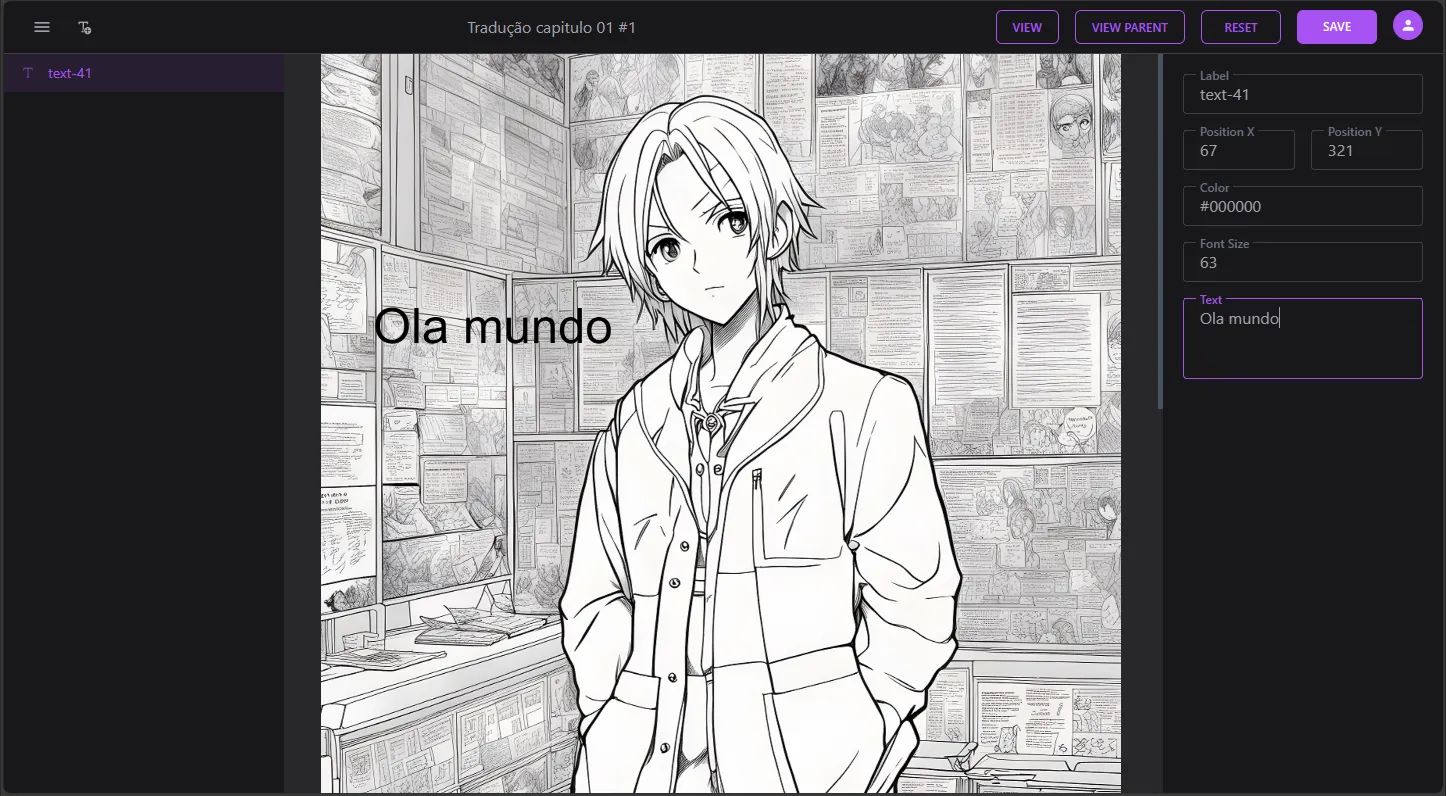 Tradução capitulo 01 #1
VIEW
VIEW PARENT
RESET
SAVE
text-41
Ola mundo
Label
text-41
Position X
67
Position Y
321
Color
#000000
Font Size
63
Text
Ola mundo